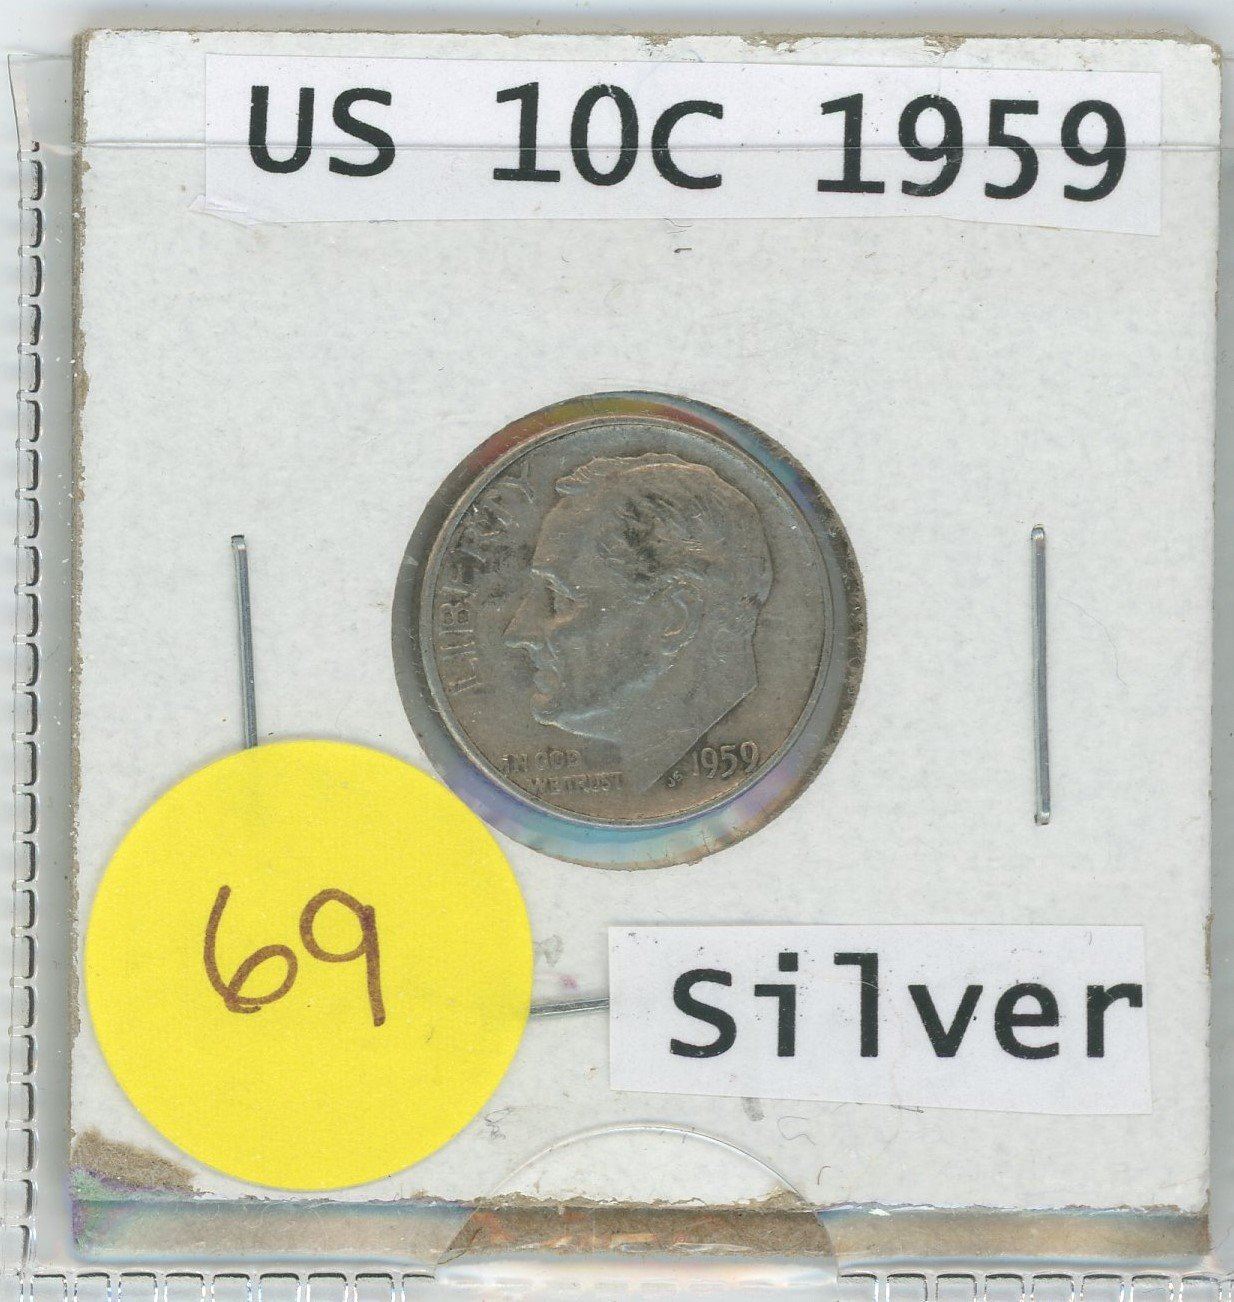 US 10C 1959
LIBERTY
IN GOD
WE TRUST
JS 1959
69
Silver